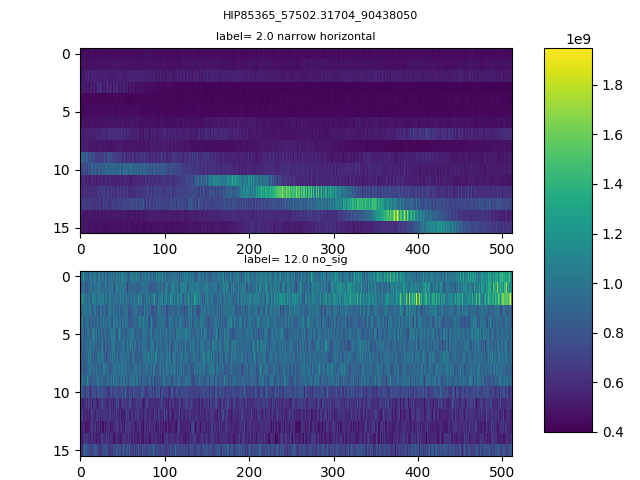 HIP85365_57502.31704_90438050
label= 2.0 narrow horizontal
1e9
0
5
10
15
0 100 200 300 400 500
label= 12.0 no_sig
0
5
10
15
0 100 200 300 400 500
1.8
1.6
1.4
1.2
1.0
0.8
0.6
0.4